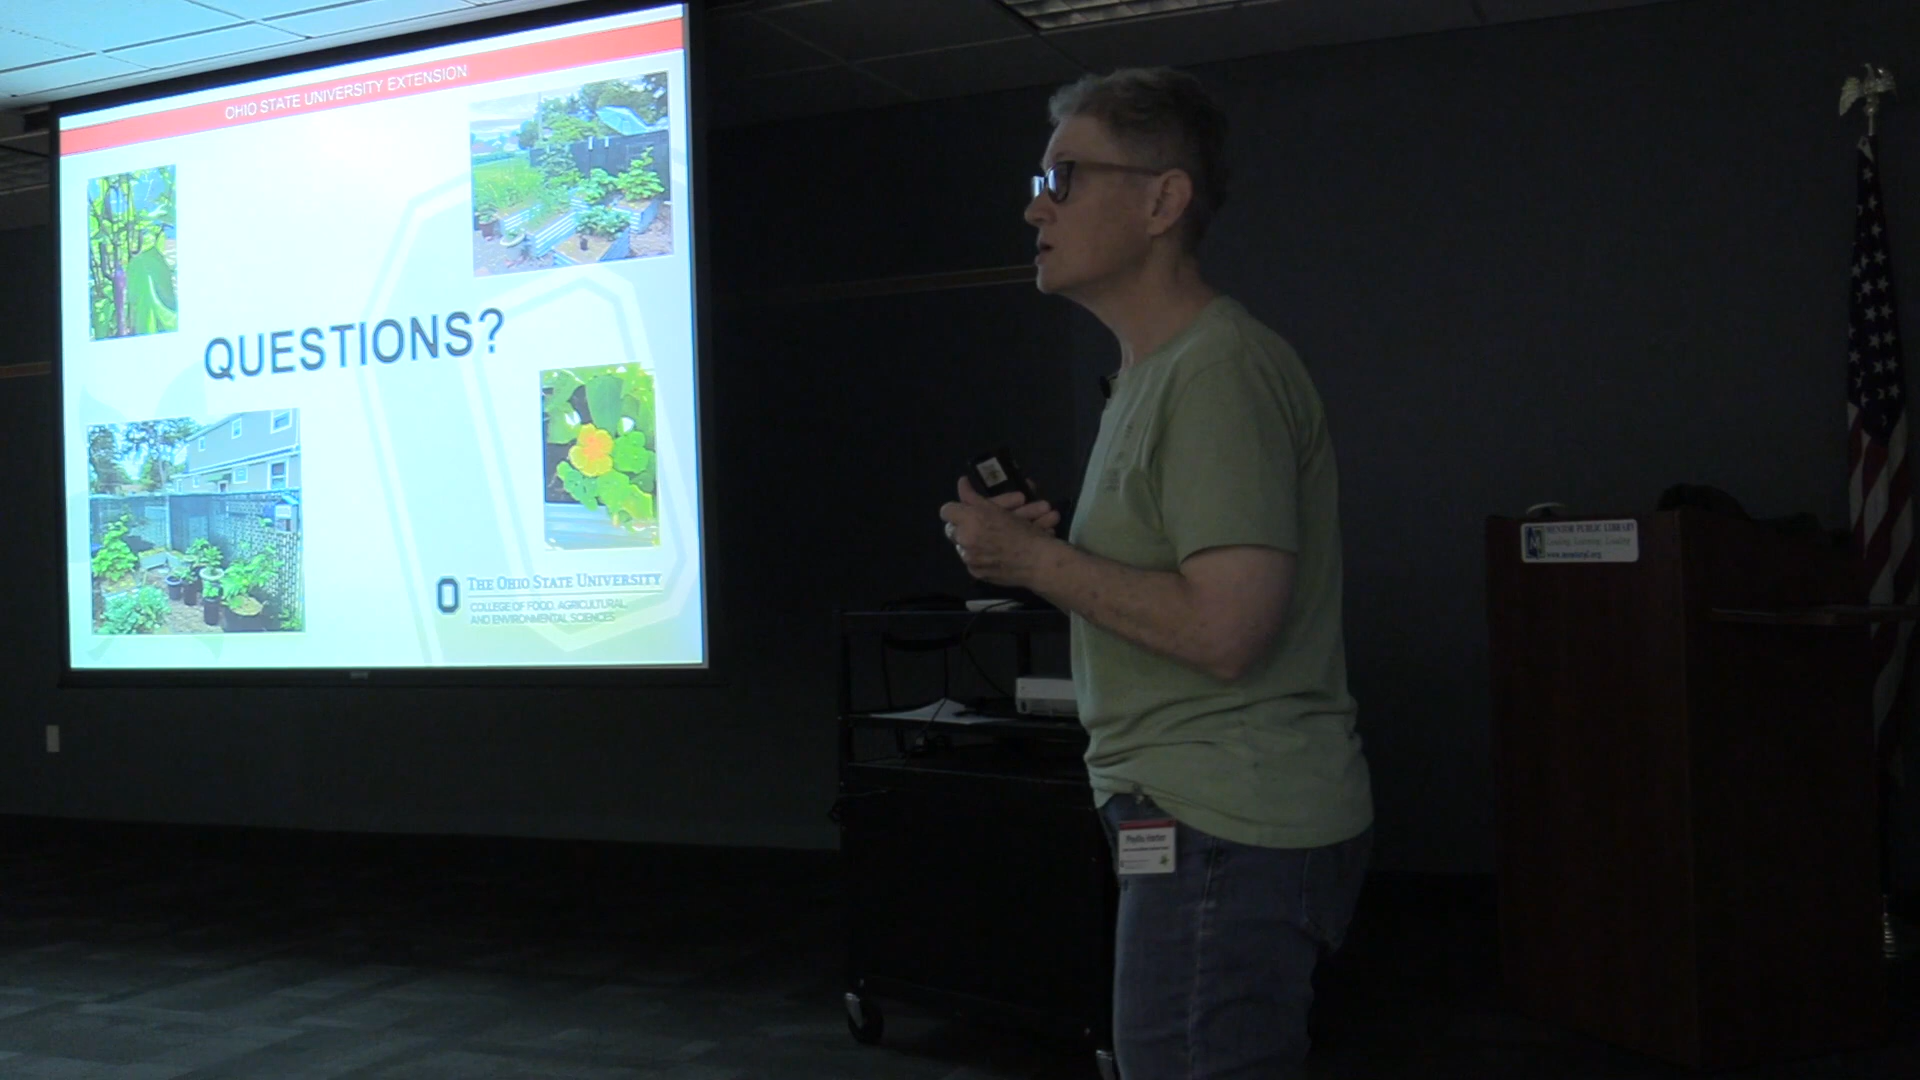 OHIO STATE UNIVERSITY EXTENSION
QUESTIONS?
THE OHIO STATE UNIVERSITY
COLLEGE OF FOOD, AGRICULTURAL,
AND ENVIRONMENTAL SCIENCES
MENTOR PUBLIC LIBRARY